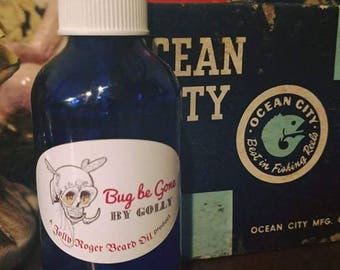 OCEAN
CITY
OCEAN CITY
Best in Fishing Reels
OCEAN CITY MFG.
Bug be Gone
BY GOLLY
A Jolly Roger Beard Oil product